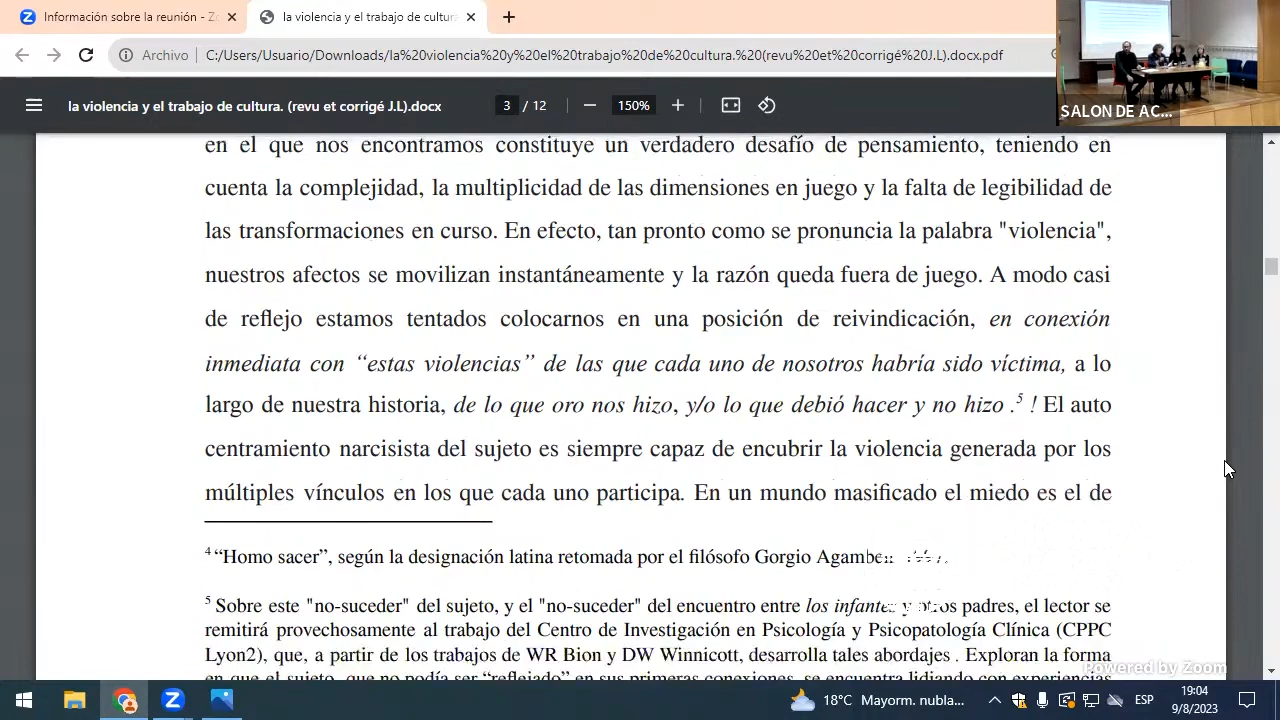 Información sobre la reunión - Zo
la violencia y el trabajo de cultura
Archivo
C:/Users/Usuario/Downloads/la%20violencia%20y%20el%20trabajo%20de%20cultura.%20(revu%20et%20corrigé%20J.L).docx.pdf
SALON DE AC...
la violencia y el trabajo de cultura. (revu et corrigé J.L).docx
3 / 12
150%
en el que nos encontramos constituye un verdadero desafío de pensamiento, teniendo en
cuenta la complejidad, la multiplicidad de las dimensiones en juego y la falta de legibilidad de
las transformaciones en curso. En efecto, tan pronto como se pronuncia la palabra "violencia",
nuestros afectos se movilizan instantáneamente y la razón queda fuera de juego. A modo casi
de reflejo estamos tentados colocarnos en una posición de reivindicación, en conexión
inmediata con “estas violencias” de las que cada uno de nosotros habría sido víctima, a lo
largo de nuestra historia, de lo que oro nos hizo, y/o lo que debió hacer y no hizo .5 ! El auto
centramiento narcisista del sujeto es siempre capaz de encubrir la violencia generada por los
múltiples vínculos en los que cada uno participa. En un mundo masificado el miedo es el de
4 “Homo sacer”, según la designación latina retomada por el filósofo Gorgio Agamben
5 Sobre este "no-suceder" del sujeto, y el "no-suceder" del encuentro entre los infantes y otros padres, el lector se
remitirá provechosamente al trabajo del Centro de Investigación en Psicología y Psicopatología Clínica (CPPC
Lyon2), que, a partir de los trabajos de WR Bion y DW Winnicott, desarrolla tales abordajes . Exploran la forma
Powered by Zoom
18°C Mayorm. nubla...
ESP
19:04
9/8/2023